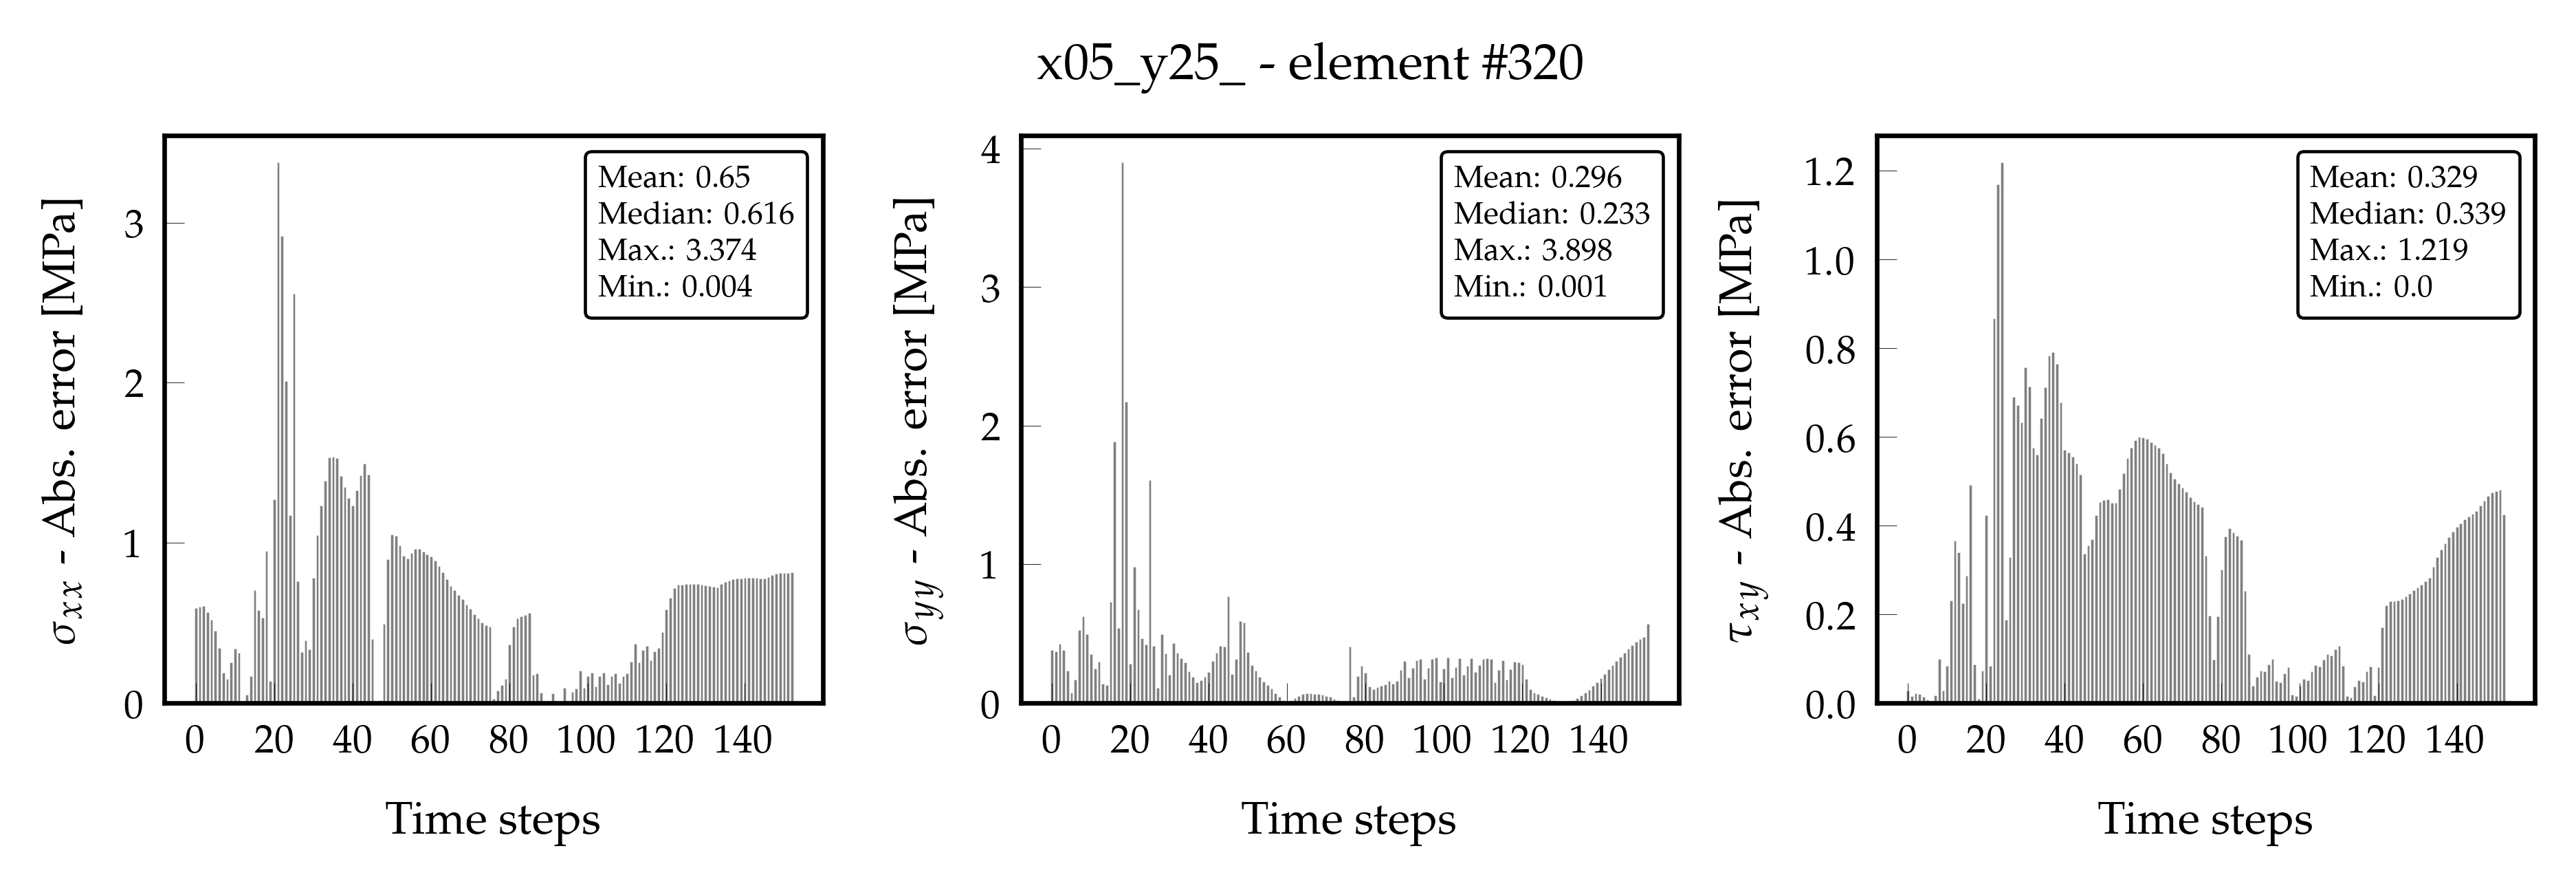 x05_y25_ - element #320
σxx - Abs. error [MPa]
3
2
1
0
Mean: 0.65
Median: 0.616
Max.: 3.374
Min.: 0.004
0 20 40 60 80 100 120 140
Time steps
σyy - Abs. error [MPa]
4
3
2
1
0
Mean: 0.296
Median: 0.233
Max.: 3.898
Min.: 0.001
0 20 40 60 80 100 120 140
Time steps
τxy - Abs. error [MPa]
1.2
1.0
0.8
0.6
0.4
0.2
0.0
Mean: 0.329
Median: 0.339
Max.: 1.219
Min.: 0.0
0 20 40 60 80 100 120 140
Time steps